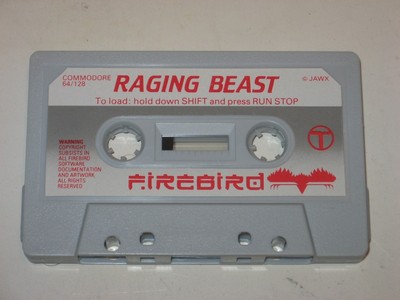 COMMODORE
64/128
RAGING BEAST
© JAWX
To load: hold down SHIFT and press RUN STOP
WARNING
COPYRIGHT
SUBSISTS IN
ALL FIREBIRD
SOFTWARE
DOCUMENTATION
AND ARTWORK
ALL RIGHTS
RESERVED
T
FIREBIRD